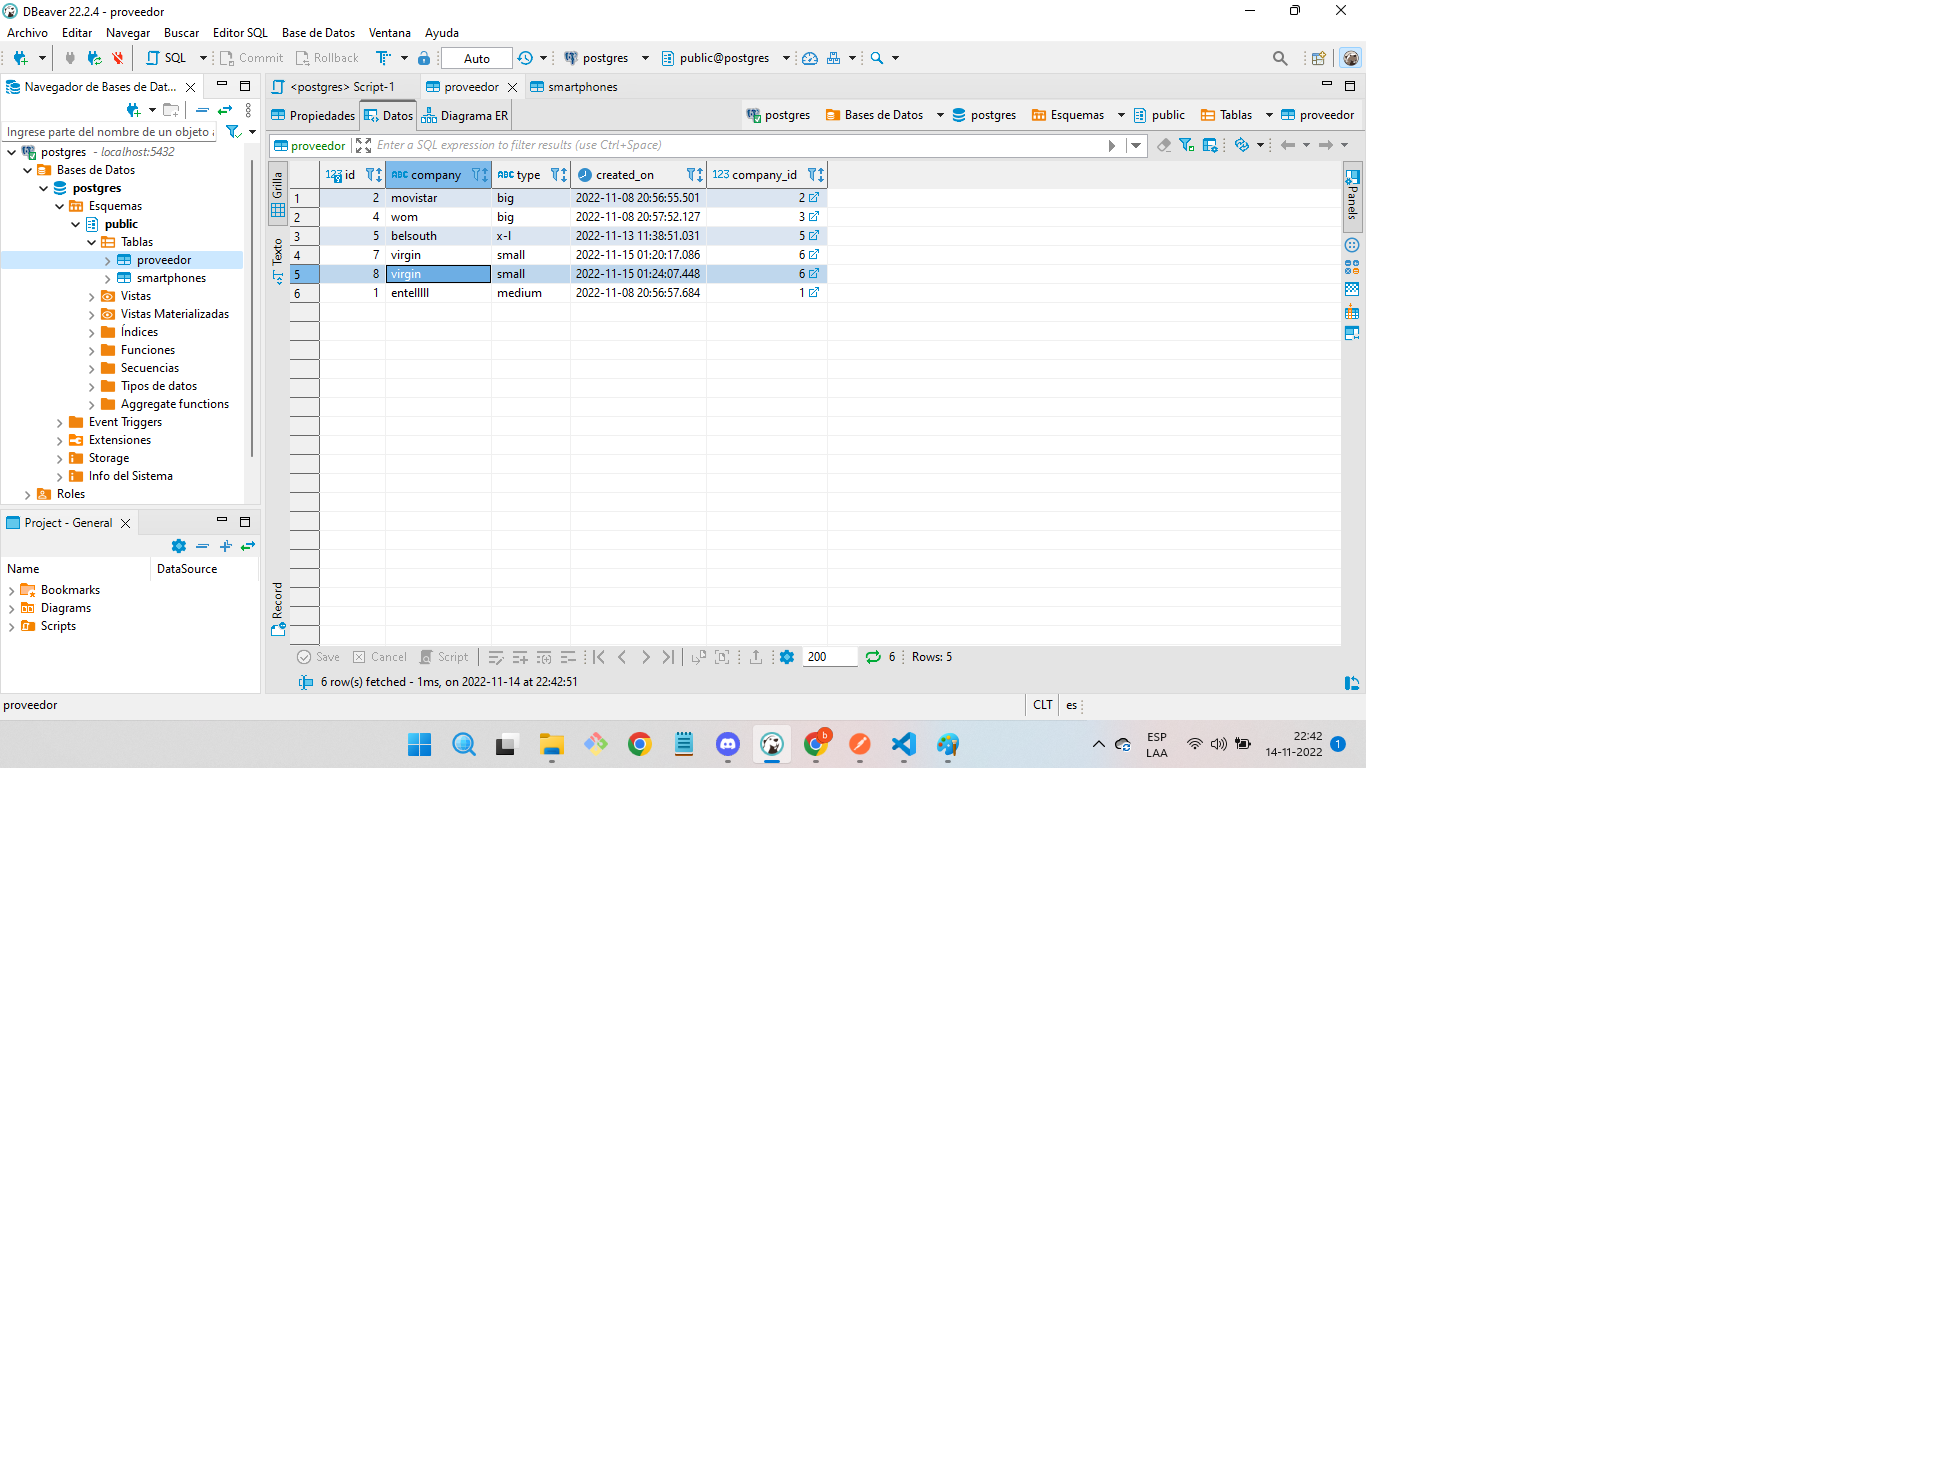 DBeaver 22.2.4 - proveedor
Archivo Editar Navegar Buscar Editor SQL Base de Datos Ventana Ayuda
SQL Commit Rollback Auto postgres public@postgres
Navegador de Bases de Dat...
<postgres> Script-1 proveedor smartphones
Propiedades Datos Diagrama ER postgres Bases de Datos postgres Esquemas public Tablas proveedor
Ingrese parte del nombre de un objeto a
proveedor Enter a SQL expression to filter results (use Ctrl+Space)
postgres - localhost:5432
Bases de Datos
postgres
Esquemas
public
Tablas
proveedor
smartphones
Vistas
Vistas Materializadas
Índices
Funciones
Secuencias
Tipos de datos
Aggregate functions
Event Triggers
Extensiones
Storage
Info del Sistema
Roles
Project - General
Name DataSource
Bookmarks
Diagrams
Scripts
Grilla
Texto
Record
123 id ABC company ABC type created_on 123 company_id
1 2 movistar big 2022-11-08 20:56:55.501 2
2 4 wom big 2022-11-08 20:57:52.127 3
3 5 belsouth x-l 2022-11-13 11:38:51.031 5
4 7 virgin small 2022-11-15 01:20:17.086 6
5 8 virgin small 2022-11-15 01:24:07.448 6
6 1 entelllll medium 2022-11-08 20:56:57.684 1
Panels
Save Cancel Script 200 6 Rows: 5
6 row(s) fetched - 1ms, on 2022-11-14 at 22:42:51
proveedor CLT es
b
ESP
LAA
22:42
14-11-2022
1